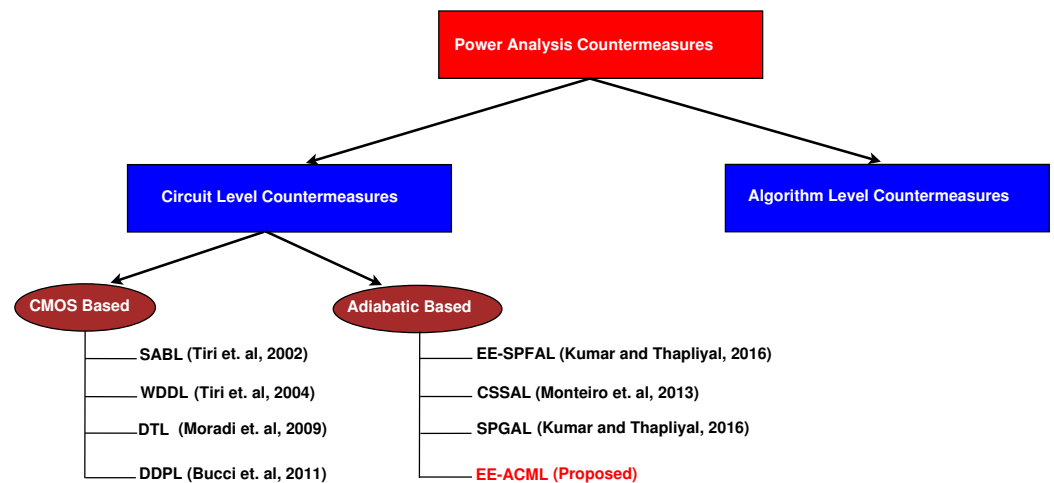 Power Analysis Countermeasures
Circuit Level Countermeasures
Algorithm Level Countermeasures
CMOS Based
Adiabatic Based
SABL (Tiri et. al, 2002)
WDDL (Tiri et. al, 2004)
DTL (Moradi et. al, 2009)
DDPL (Bucci et. al, 2011)
EE-SPFAL (Kumar and Thapliyal, 2016)
CSSAL (Monteiro et. al, 2013)
SPGAL (Kumar and Thapliyal, 2016)
EE-ACML (Proposed)